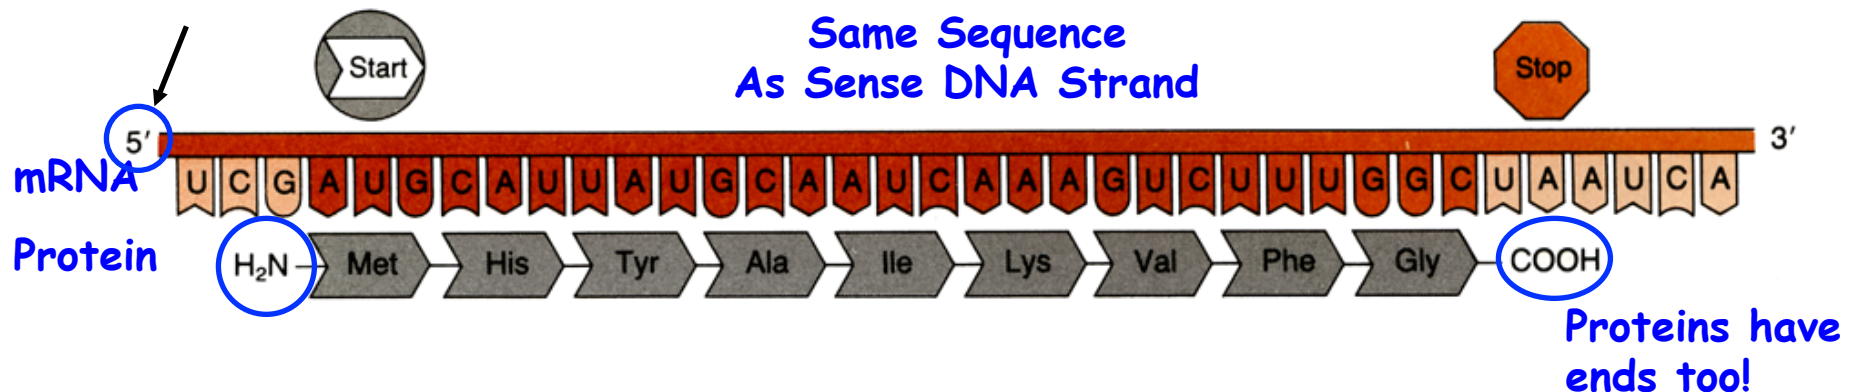 Same Sequence
As Sense DNA Strand
Start
Stop
5′ 3′
mRNA
U C G A U G C A U U A U G C A A U C A A A G U C U U U G G C U A A U C A
Protein
H₂N Met His Tyr Ala Ile Lys Val Phe Gly COOH
Proteins have
ends too!